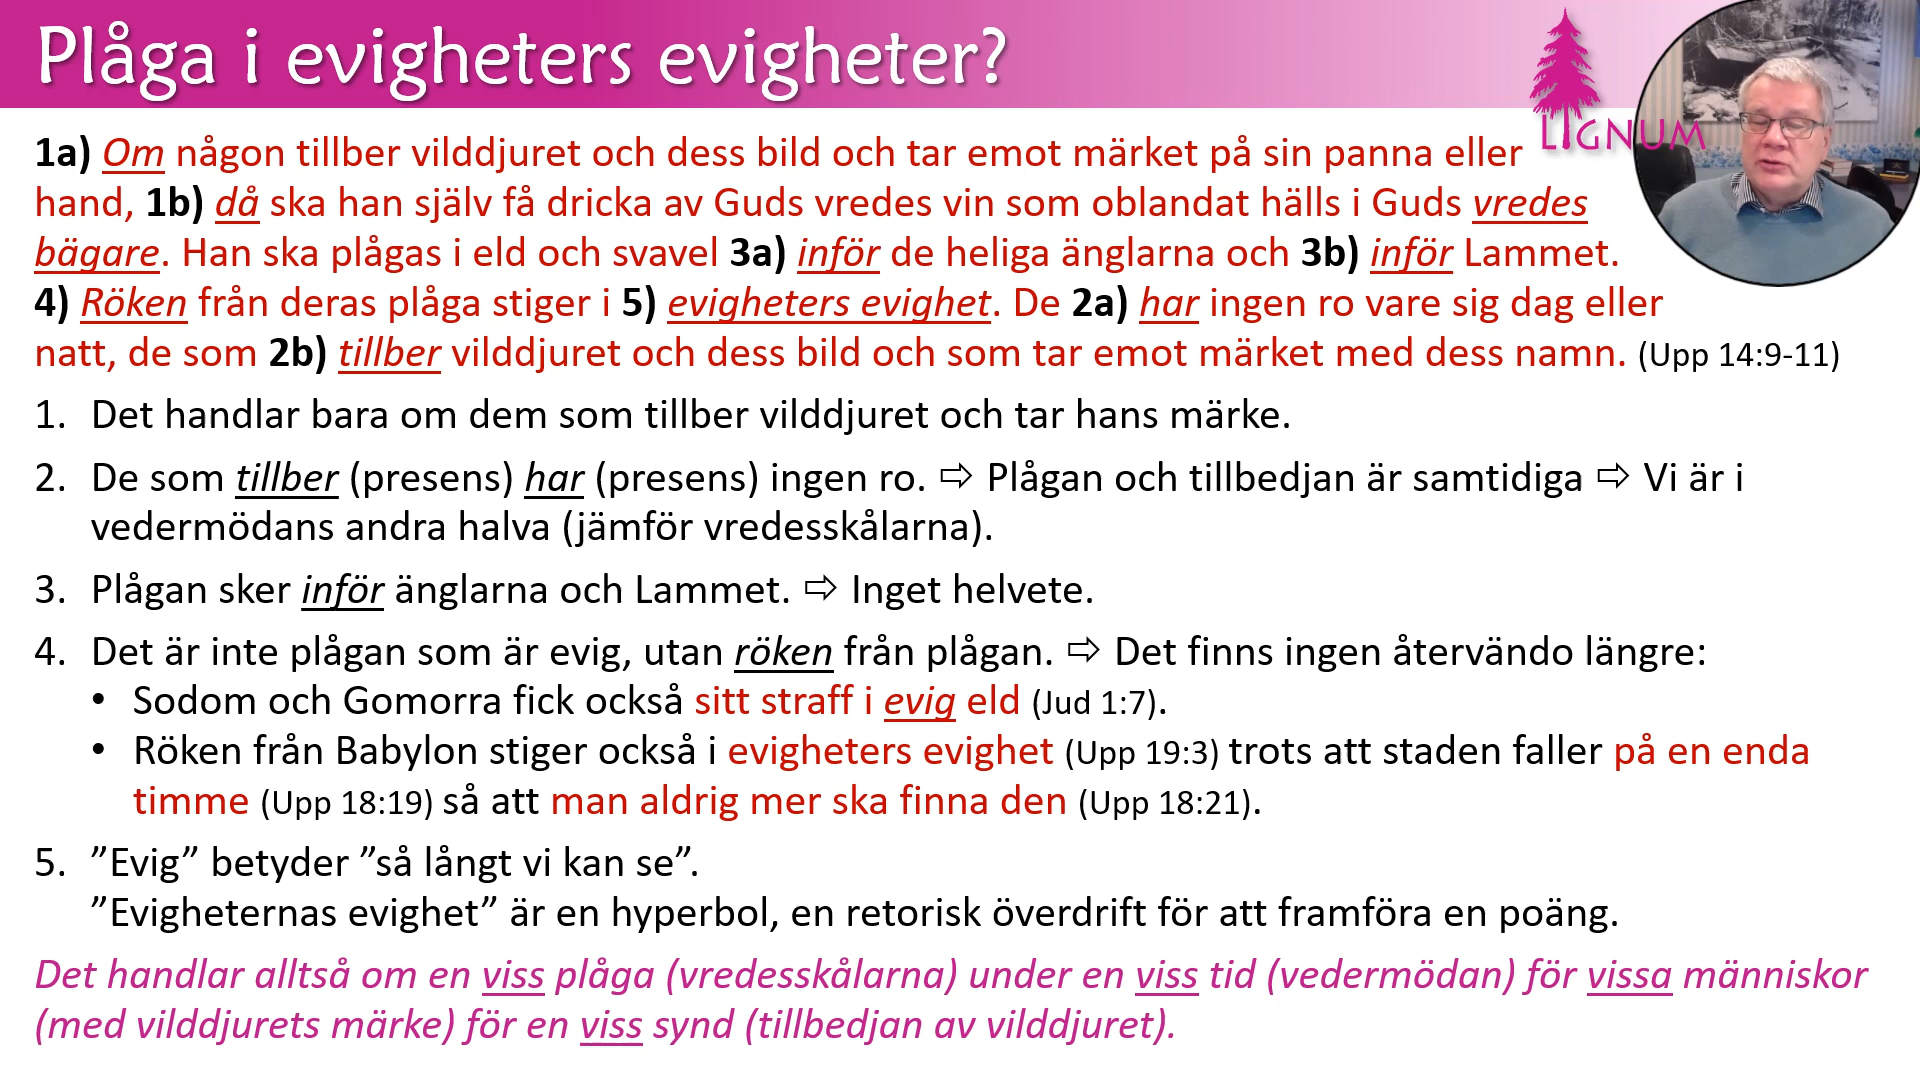 Plåga i evigheters evigheter?
LIGNUM
1a) Om någon tillber vilddjuret och dess bild och tar emot märket på sin panna eller
hand, 1b) då ska han själv få dricka av Guds vredes vin som oblandat hälls i Guds vredes
bägare. Han ska plågas i eld och svavel 3a) inför de heliga änglarna och 3b) inför Lammet.
4) Röken från deras plåga stiger i 5) evigheters evighet. De 2a) har ingen ro vare sig dag eller
natt, de som 2b) tillber vilddjuret och dess bild och som tar emot märket med dess namn. (Upp 14:9-11)
1. Det handlar bara om dem som tillber vilddjuret och tar hans märke.
2. De som tillber (presens) har (presens) ingen ro. ⇨ Plågan och tillbedjan är samtidiga ⇨ Vi är i
vedermödans andra halva (jämför vredesskålarna).
3. Plågan sker inför änglarna och Lammet. ⇨ Inget helvete.
4. Det är inte plågan som är evig, utan röken från plågan. ⇨ Det finns ingen återvändo längre:
• Sodom och Gomorra fick också sitt straff i evig eld (Jud 1:7).
• Röken från Babylon stiger också i evigheters evighet (Upp 19:3) trots att staden faller på en enda
timme (Upp 18:19) så att man aldrig mer ska finna den (Upp 18:21).
5. ”Evig” betyder ”så långt vi kan se”.
”Evigheternas evighet” är en hyperbol, en retorisk överdrift för att framföra en poäng.
Det handlar alltså om en viss plåga (vredesskålarna) under en viss tid (vedermödan) för vissa människor
(med vilddjurets märke) för en viss synd (tillbedjan av vilddjuret).